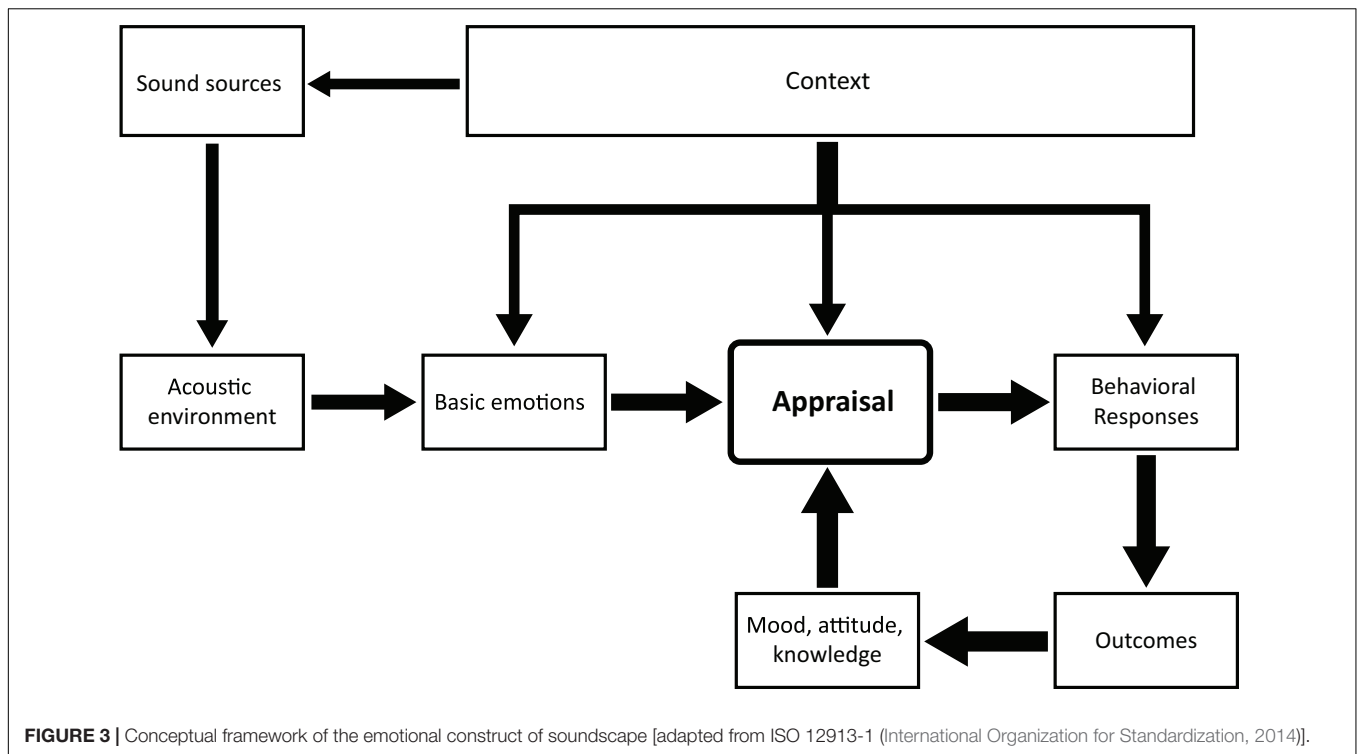 Sound sources
Context
Acoustic
environment
Basic emotions
Appraisal
Behavioral
Responses
Mood, attitude,
knowledge
Outcomes
FIGURE 3 | Conceptual framework of the emotional construct of soundscape [adapted from ISO 12913-1 (International Organization for Standardization, 2014)].